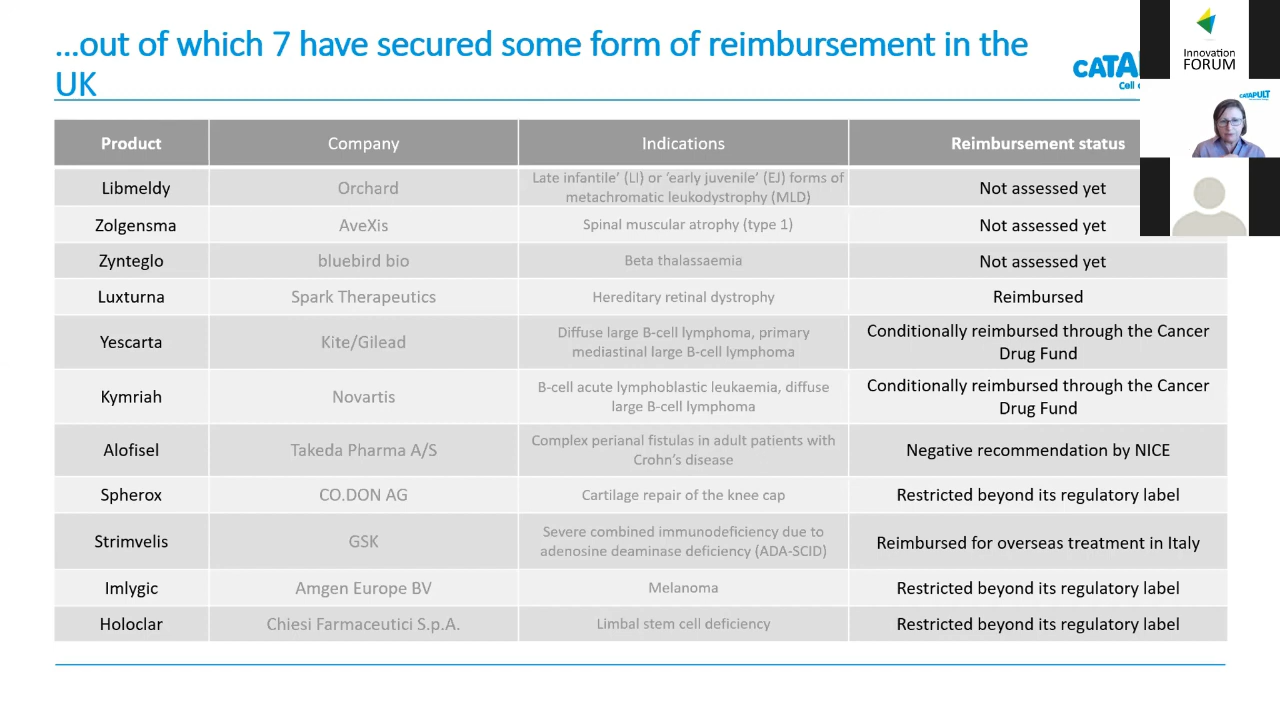 ...out of which 7 have secured some form of reimbursement in the
UK
CATA
Cell
Innovation
FORUM
CATAPULT
Product Company Indications Reimbursement status
Libmeldy Orchard Late infantile’ (LI) or ‘early juvenile’ (EJ) forms of
metachromatic leukodystrophy (MLD) Not assessed yet
Zolgensma AveXis Spinal muscular atrophy (type 1) Not assessed yet
Zynteglo bluebird bio Beta thalassaemia Not assessed yet
Luxturna Spark Therapeutics Hereditary retinal dystrophy Reimbursed
Yescarta Kite/Gilead Diffuse large B-cell lymphoma, primary
mediastinal large B-cell lymphoma Conditionally reimbursed through the Cancer
Drug Fund
Kymriah Novartis B-cell acute lymphoblastic leukaemia, diffuse
large B-cell lymphoma Conditionally reimbursed through the Cancer
Drug Fund
Alofisel Takeda Pharma A/S Complex perianal fistulas in adult patients with
Crohn’s disease Negative recommendation by NICE
Spherox CO.DON AG Cartilage repair of the knee cap Restricted beyond its regulatory label
Strimvelis GSK Severe combined immunodeficiency due to
adenosine deaminase deficiency (ADA-SCID) Reimbursed for overseas treatment in Italy
Imlygic Amgen Europe BV Melanoma Restricted beyond its regulatory label
Holoclar Chiesi Farmaceutici S.p.A. Limbal stem cell deficiency Restricted beyond its regulatory label